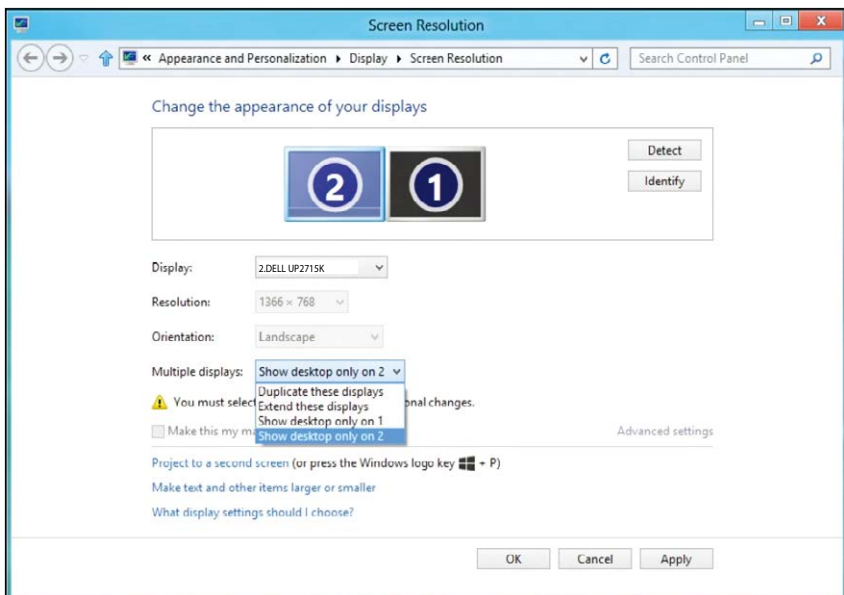 Screen Resolution
« Appearance and Personalization ▸ Display ▸ Screen Resolution
Search Control Panel
Change the appearance of your displays
2
1
Detect
Identify
Display: 2.DELL UP2715K
Resolution: 1366 × 768
Orientation: Landscape
Multiple displays: Show desktop only on 2
Duplicate these displays
You must select onal changes.
Extend these displays
Show desktop only on 1
Make this my m
Show desktop only on 2
Advanced settings
Project to a second screen (or press the Windows logo key + P)
Make text and other items larger or smaller
What display settings should I choose?
OK Cancel Apply